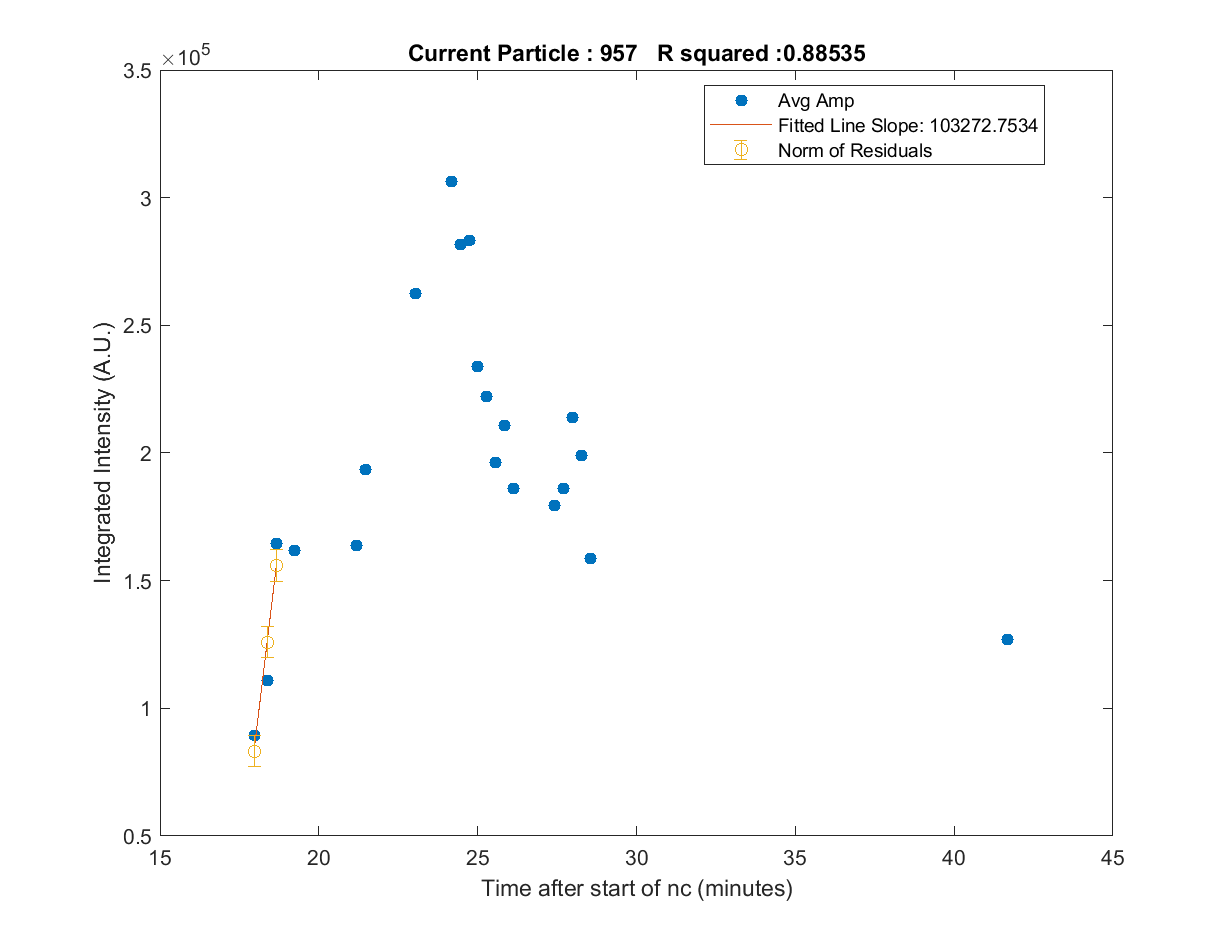 Current Particle : 957   R squared :0.88535
×10^5
3.5
3
2.5
2
1.5
1
0.5
Integrated Intensity (A.U.)
Avg Amp
Fitted Line Slope: 103272.7534
Norm of Residuals
15 20 25 30 35 40 45
Time after start of nc (minutes)